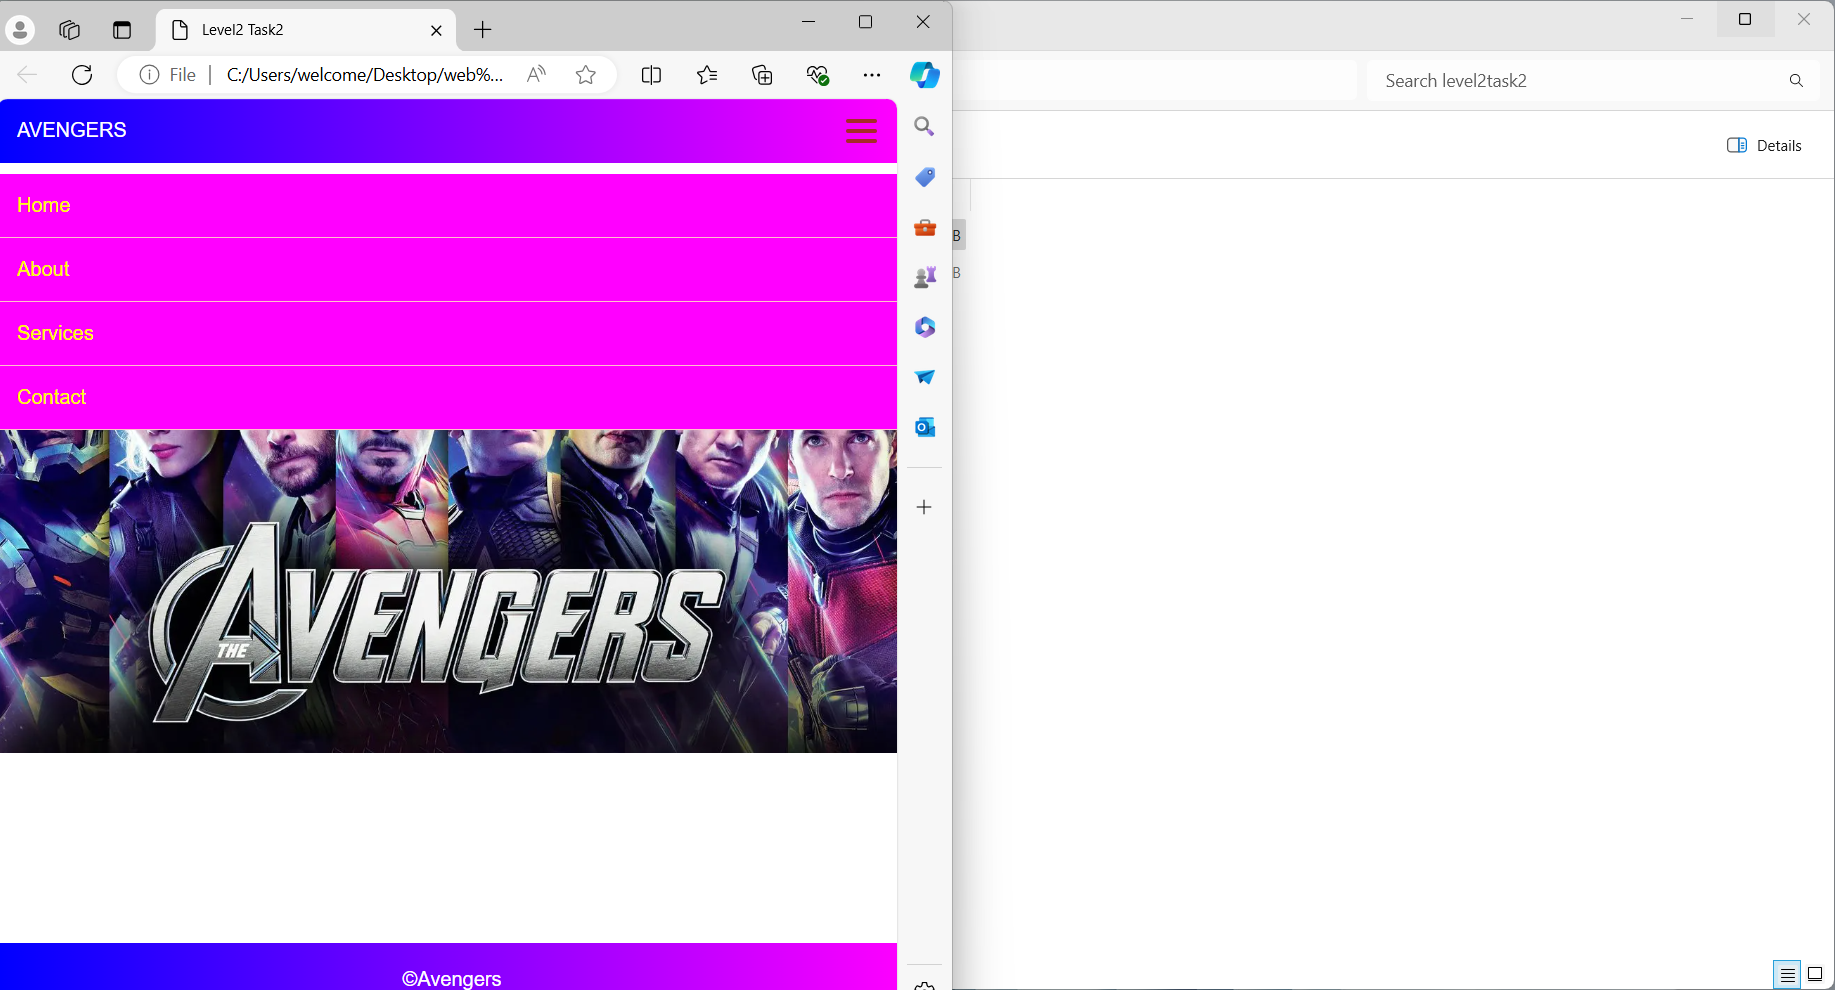 Level2 Task2
File | C:/Users/welcome/Desktop/web%...
Search level2task2
Details
AVENGERS
Home
About
Services
Contact
B
B
THE AVENGERS
©Avengers